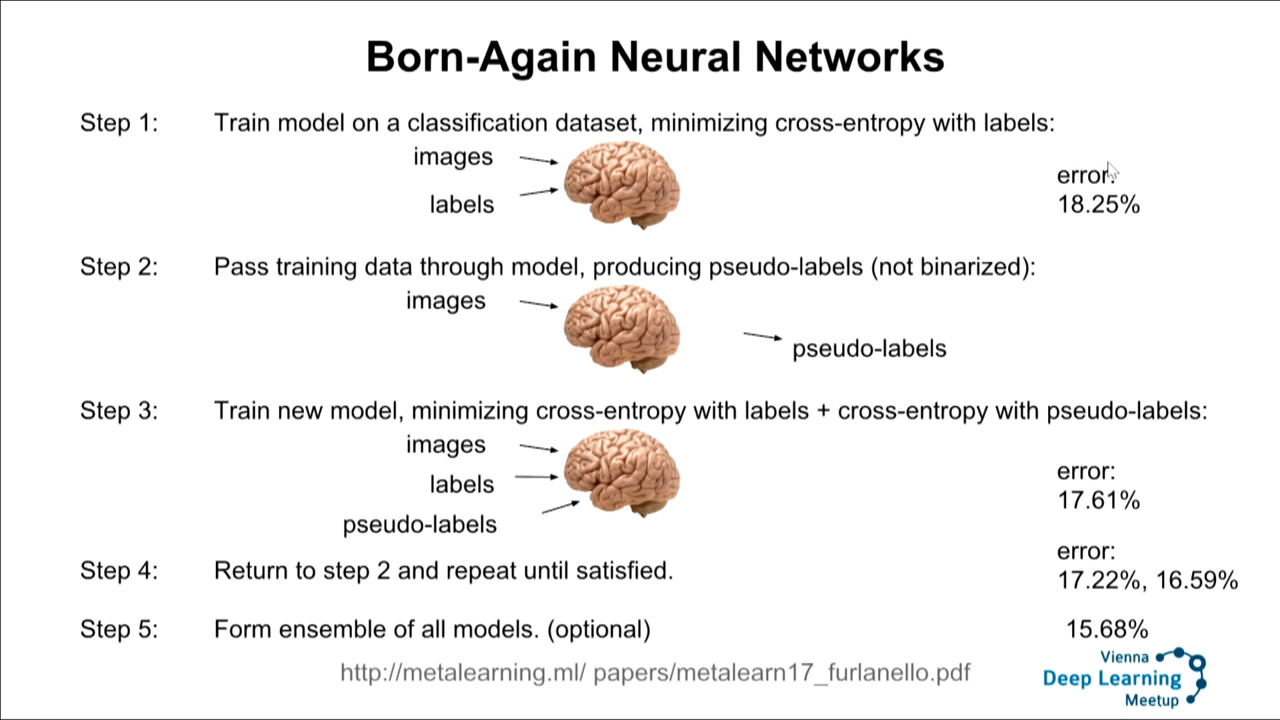 Born-Again Neural Networks
Step 1: Train model on a classification dataset, minimizing cross-entropy with labels:
images
labels
error:
18.25%
Step 2: Pass training data through model, producing pseudo-labels (not binarized):
images
pseudo-labels
Step 3: Train new model, minimizing cross-entropy with labels + cross-entropy with pseudo-labels:
images
labels
pseudo-labels
error:
17.61%
Step 4: Return to step 2 and repeat until satisfied.
error:
17.22%, 16.59%
Step 5: Form ensemble of all models. (optional) 15.68%
http://metalearning.ml/ papers/metalearn17_furlanello.pdf
Vienna
Deep Learning
Meetup